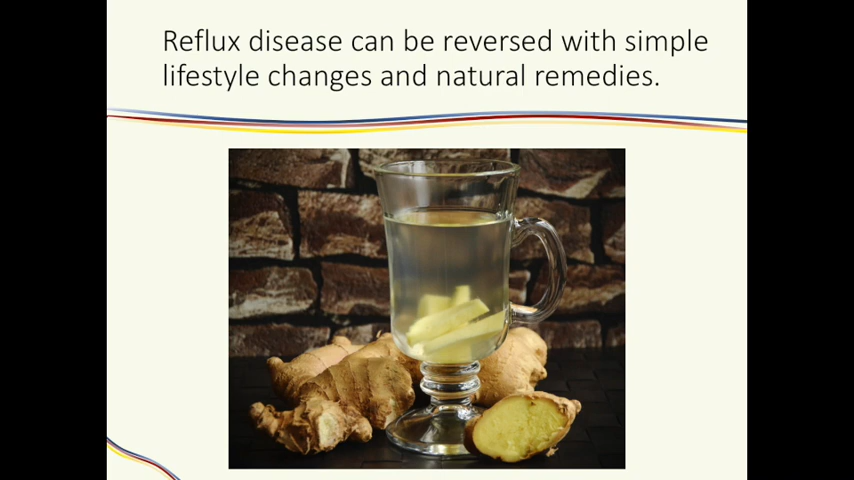 Reflux disease can be reversed with simple
lifestyle changes and natural remedies.